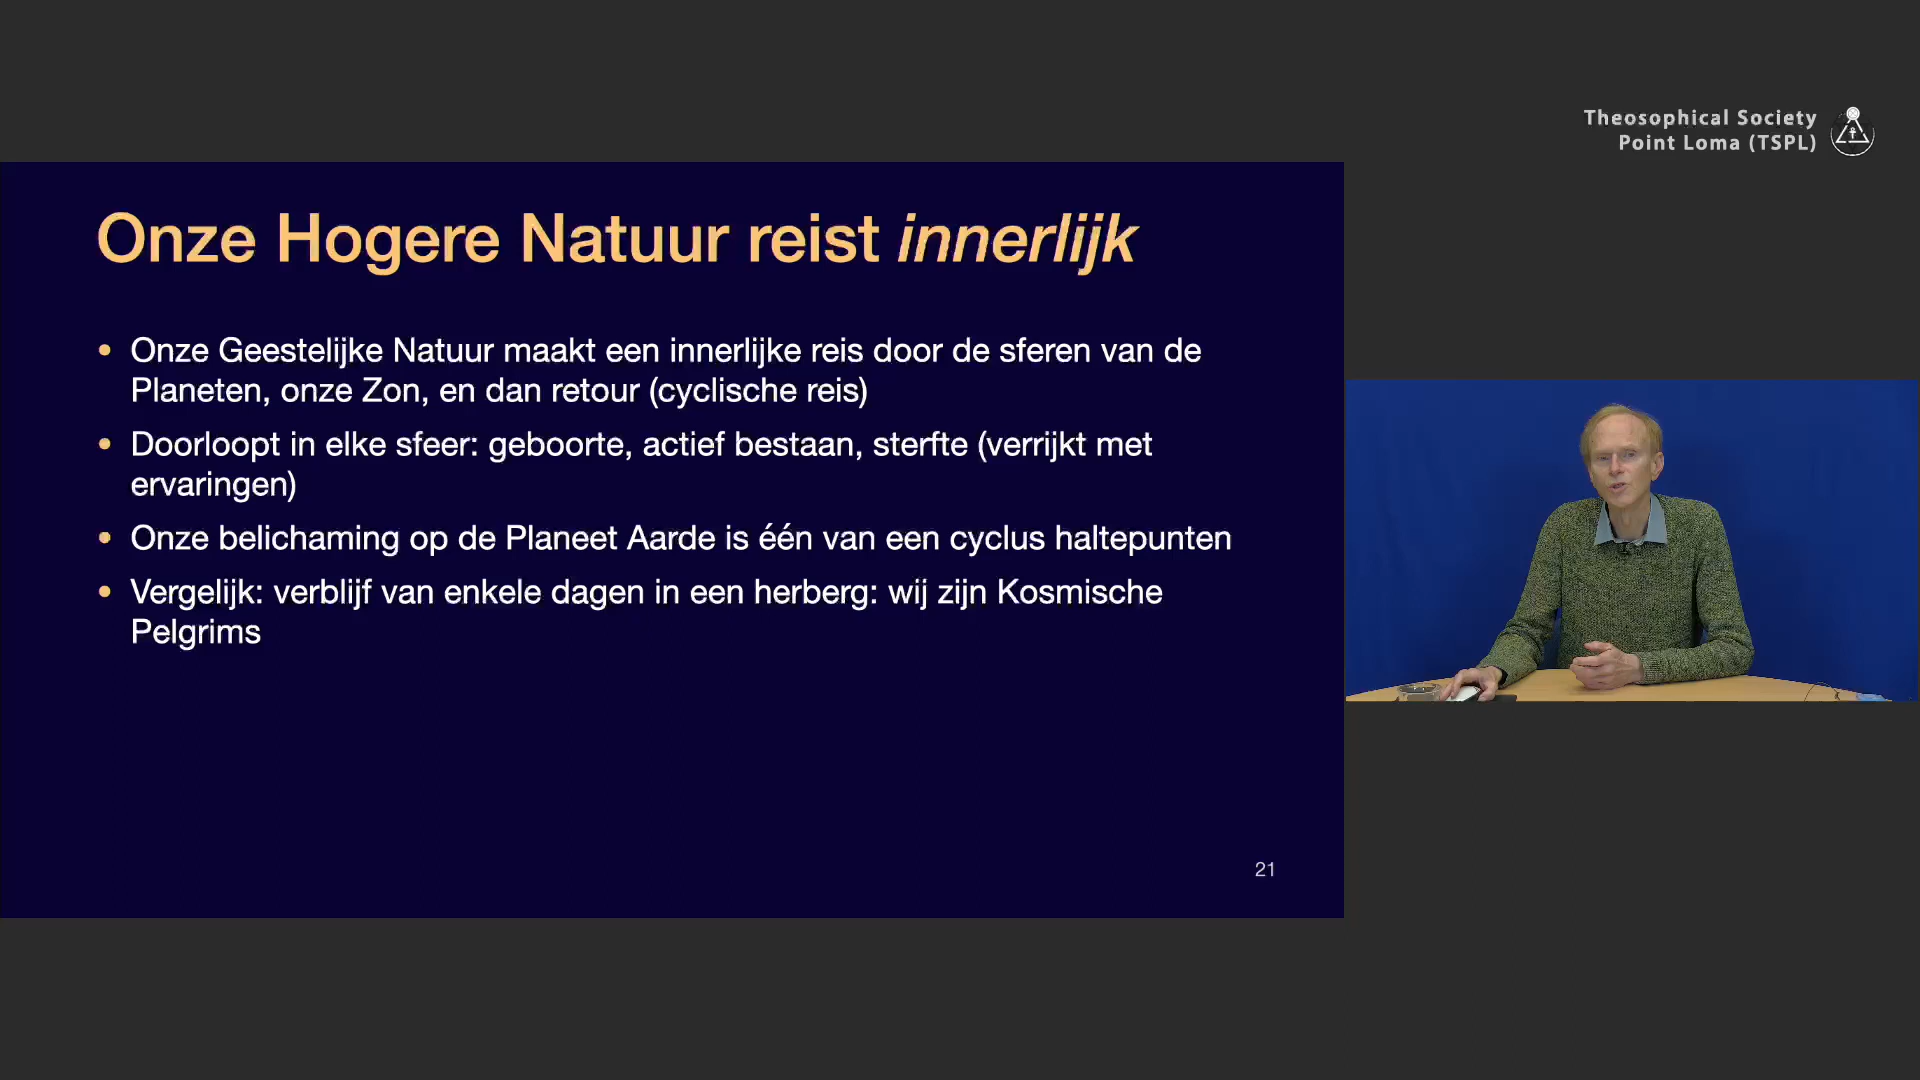 Theosophical Society
Point Loma (TSPL)
Onze Hogere Natuur reist innerlijk
• Onze Geestelijke Natuur maakt een innerlijke reis door de sferen van de
Planeten, onze Zon, en dan retour (cyclische reis)
• Doorloopt in elke sfeer: geboorte, actief bestaan, sterfte (verrijkt met
ervaringen)
• Onze belichaming op de Planeet Aarde is één van een cyclus haltepunten
• Vergelijk: verblijf van enkele dagen in een herberg: wij zijn Kosmische
Pelgrims
21